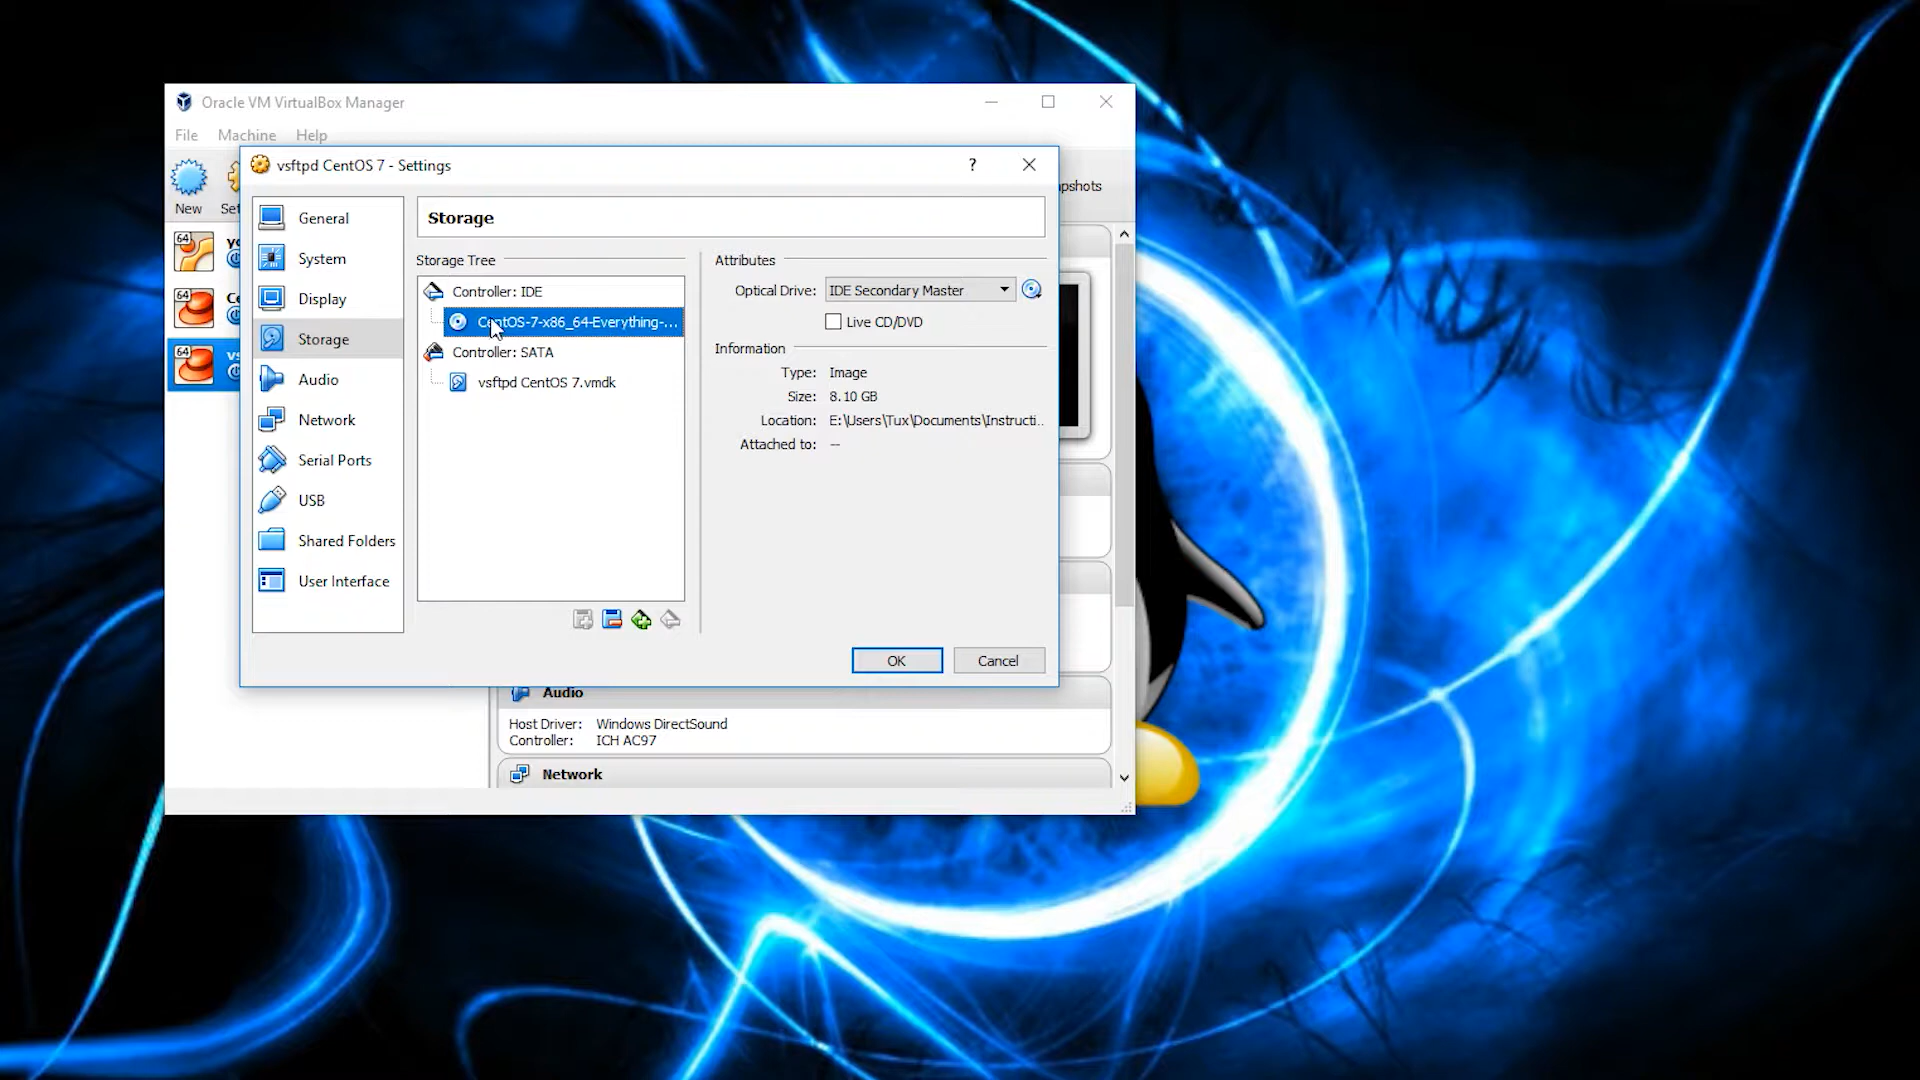 Oracle VM VirtualBox Manager
File Machine Help
vsftpd CentOS 7 - Settings
?
New
64
64
64
General
System
Display
Storage
Audio
Network
Serial Ports
USB
Shared Folders
User Interface
Storage
Storage Tree
Controller: IDE
CentOS-7-x86_64-Everything-...
Controller: SATA
vsftpd CentOS 7.vmdk
Attributes
Optical Drive: IDE Secondary Master
Live CD/DVD
Information
Type: Image
Size: 8.10 GB
Location: E:\Users\Tux\Documents\Instructi..
Attached to: --
OK Cancel
Audio
Host Driver: Windows DirectSound
Controller: ICH AC97
Network